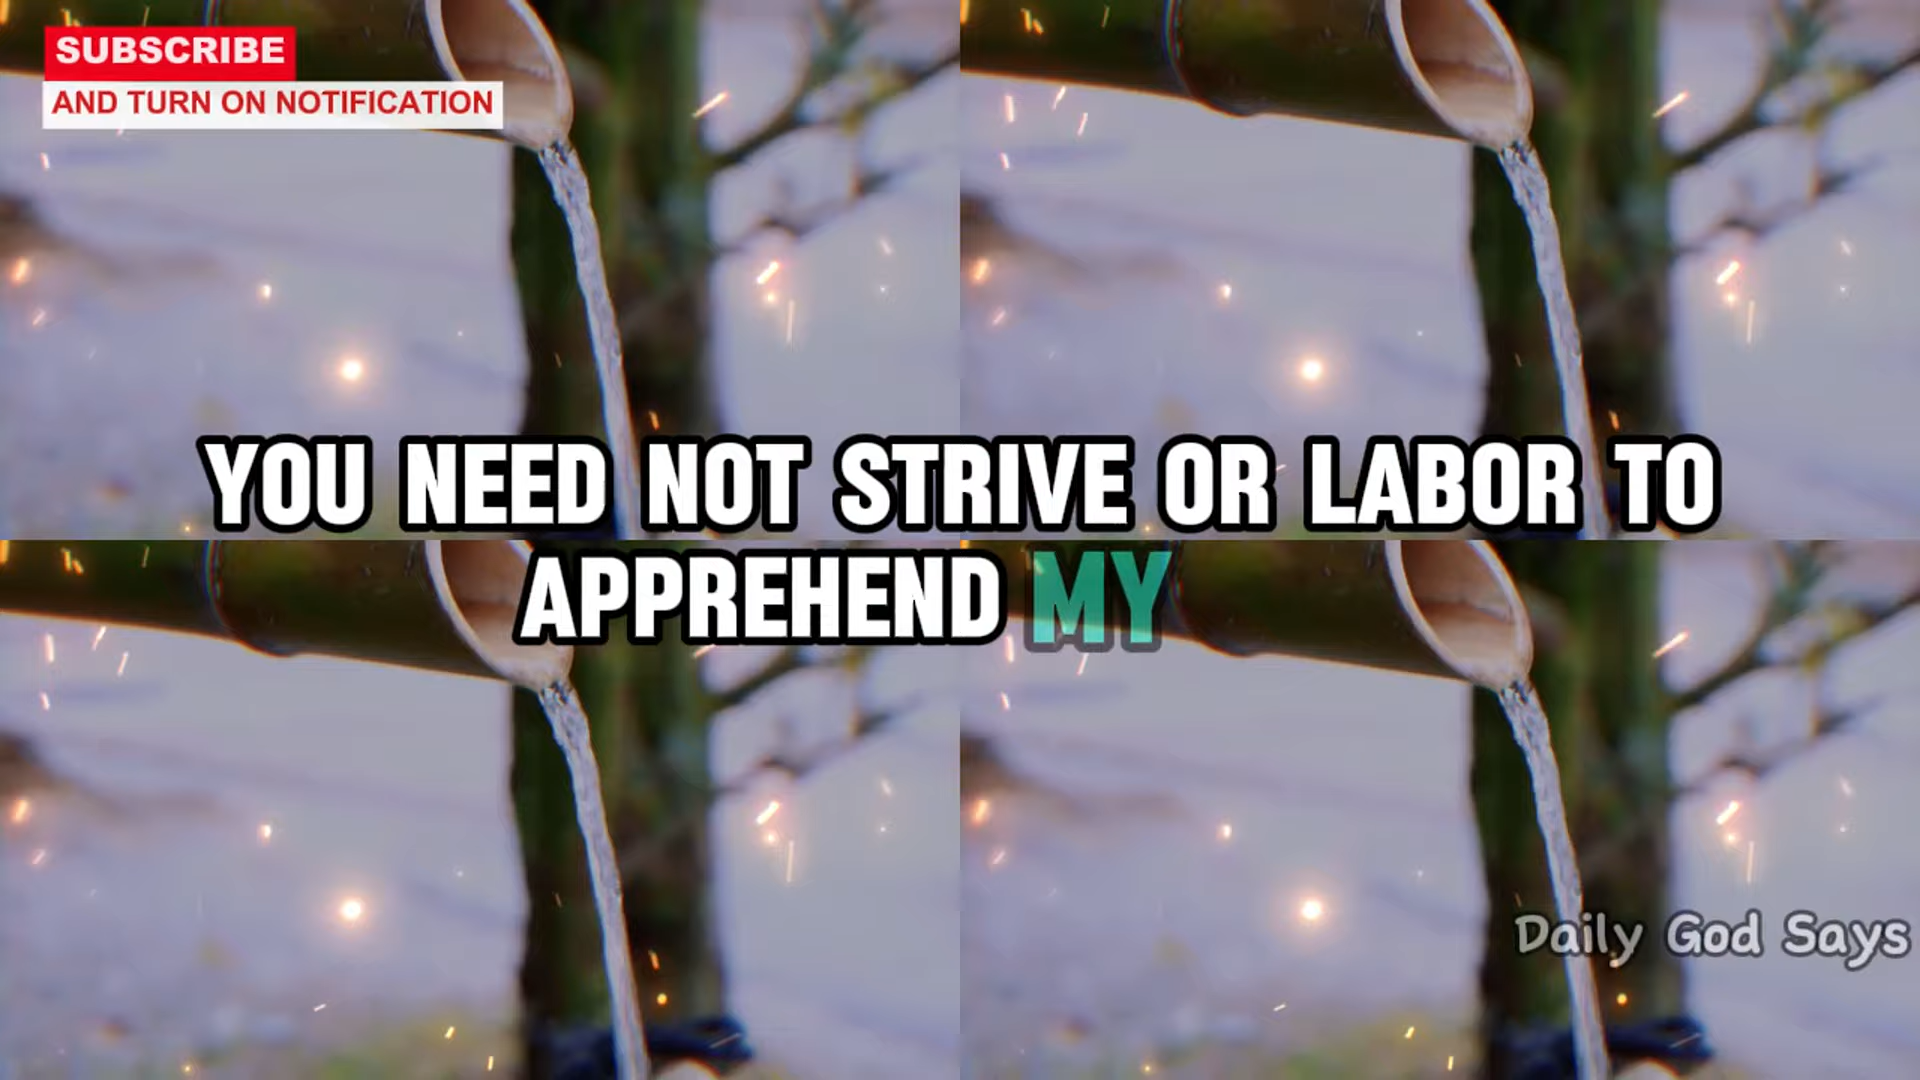 SUBSCRIBE
AND TURN ON NOTIFICATION
YOU NEED NOT STRIVE OR LABOR TO
APPREHEND MY
Daily God Says